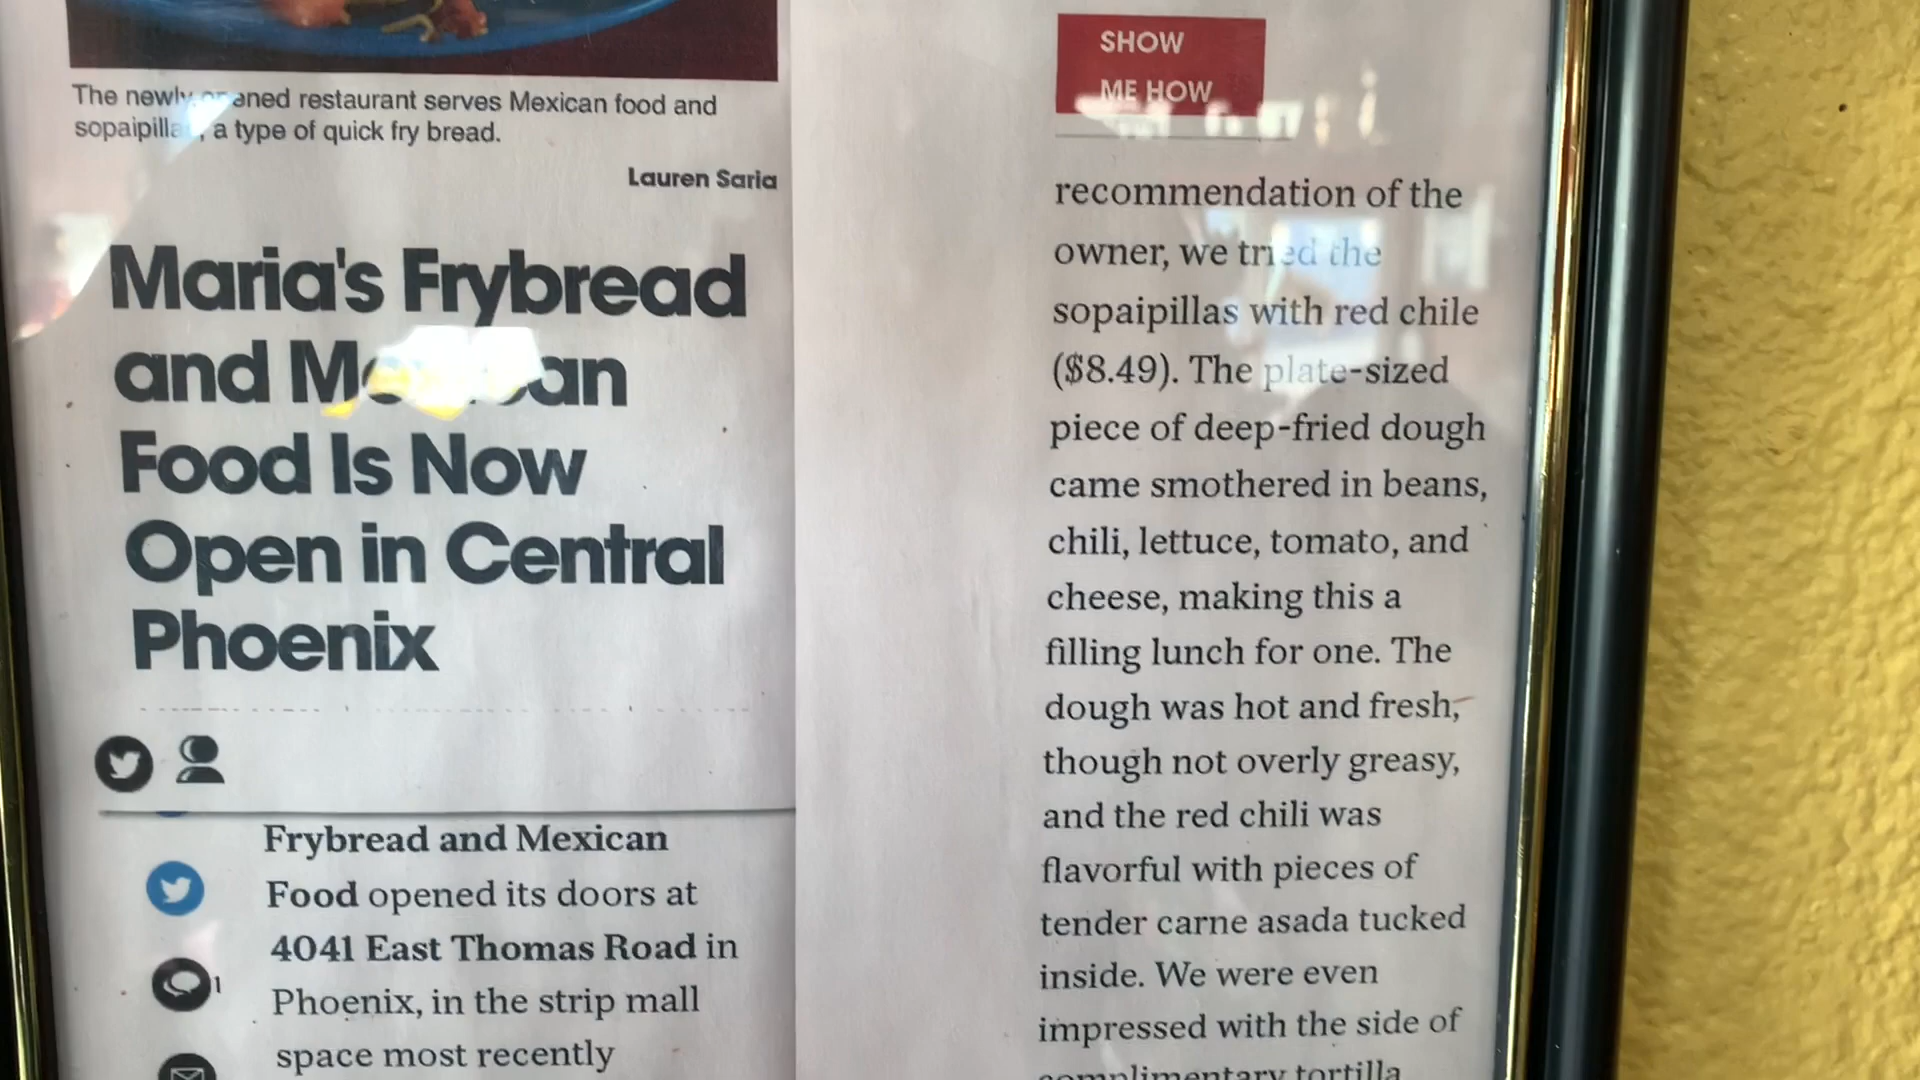 The newly opened restaurant serves Mexican food and
sopaipillas, a type of quick fry bread.
Lauren Saria
Maria's Frybread
and Mexican
Food Is Now
Open in Central
Phoenix
1
Frybread and Mexican
Food opened its doors at
4041 East Thomas Road in
Phoenix, in the strip mall
space most recently
SHOW
ME HOW
recommendation of the
owner, we tried the
sopaipillas with red chile
($8.49). The plate-sized
piece of deep-fried dough
came smothered in beans,
chili, lettuce, tomato, and
cheese, making this a
filling lunch for one. The
dough was hot and fresh,
though not overly greasy,
and the red chili was
flavorful with pieces of
tender carne asada tucked
inside. We were even
impressed with the side of
complimentary tortilla